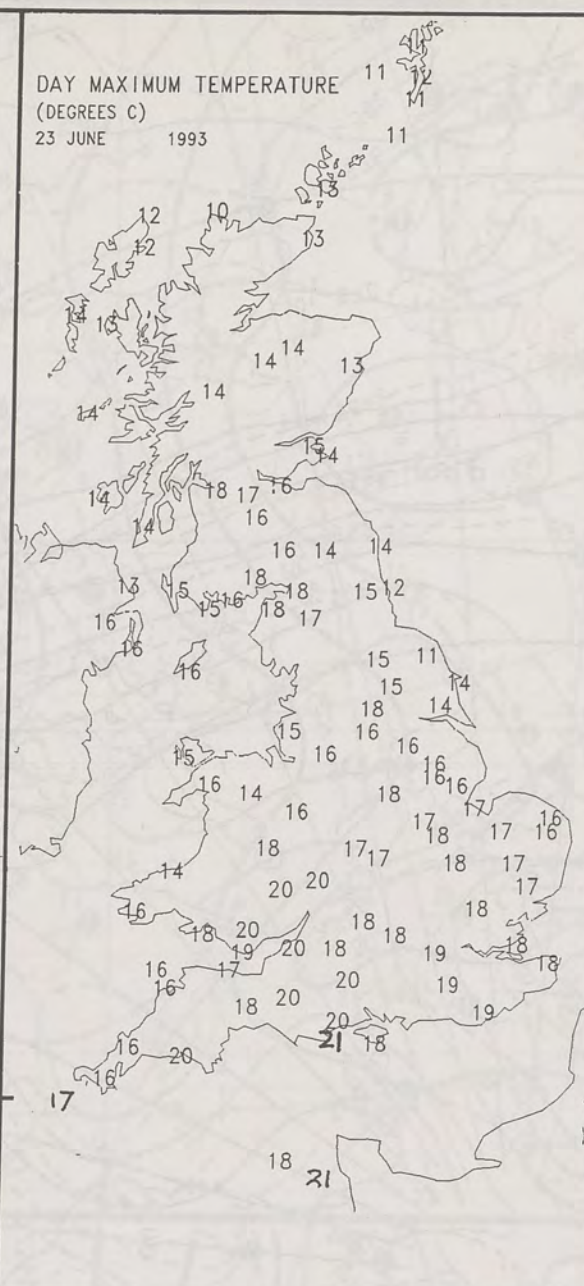 DAY MAXIMUM TEMPERATURE
(DEGREES C)
23 JUNE 1993
11
11 12
11
11
13
12 10
12 13
14 13
14 14 13
14
14
15
14
18 17 16
14 16
14
16 14 14
18
13 15 15 16 18 15 12
16 18 17
16
16 15 11
15 14
18 14
15 16
15 16 16
16 14 18 16 16
16 17 17 16
18 17 17 18 17 16
14 18 17
20 20 17
16 18
18 20 18 18 18
19 20 18 19
16 17 18
16 20 19
18 20 19
20
21 18
16 20
16
17
18 21